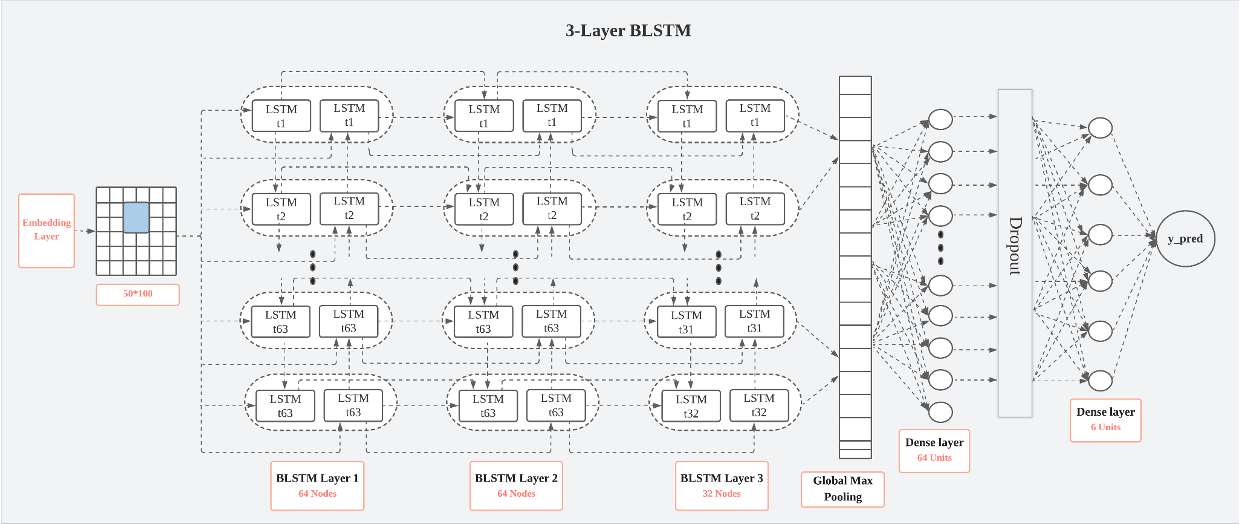 3-Layer BLSTM
LSTM
t1
LSTM
t1
LSTM
t1
LSTM
t1
LSTM
t1
LSTM
t1
Embedding
Layer
50*100
LSTM
t2
LSTM
t2
LSTM
t2
LSTM
t2
LSTM
t2
LSTM
t2
LSTM
t63
LSTM
t63
LSTM
t63
LSTM
t63
LSTM
t31
LSTM
t31
LSTM
t63
LSTM
t63
LSTM
t63
LSTM
t63
LSTM
t32
LSTM
t32
BLSTM Layer 1
64 Nodes
BLSTM Layer 2
64 Nodes
BLSTM Layer 3
32 Nodes
Global Max
Pooling
Dense layer
64 Units
Dropout
Dense layer
6 Units
y_pred